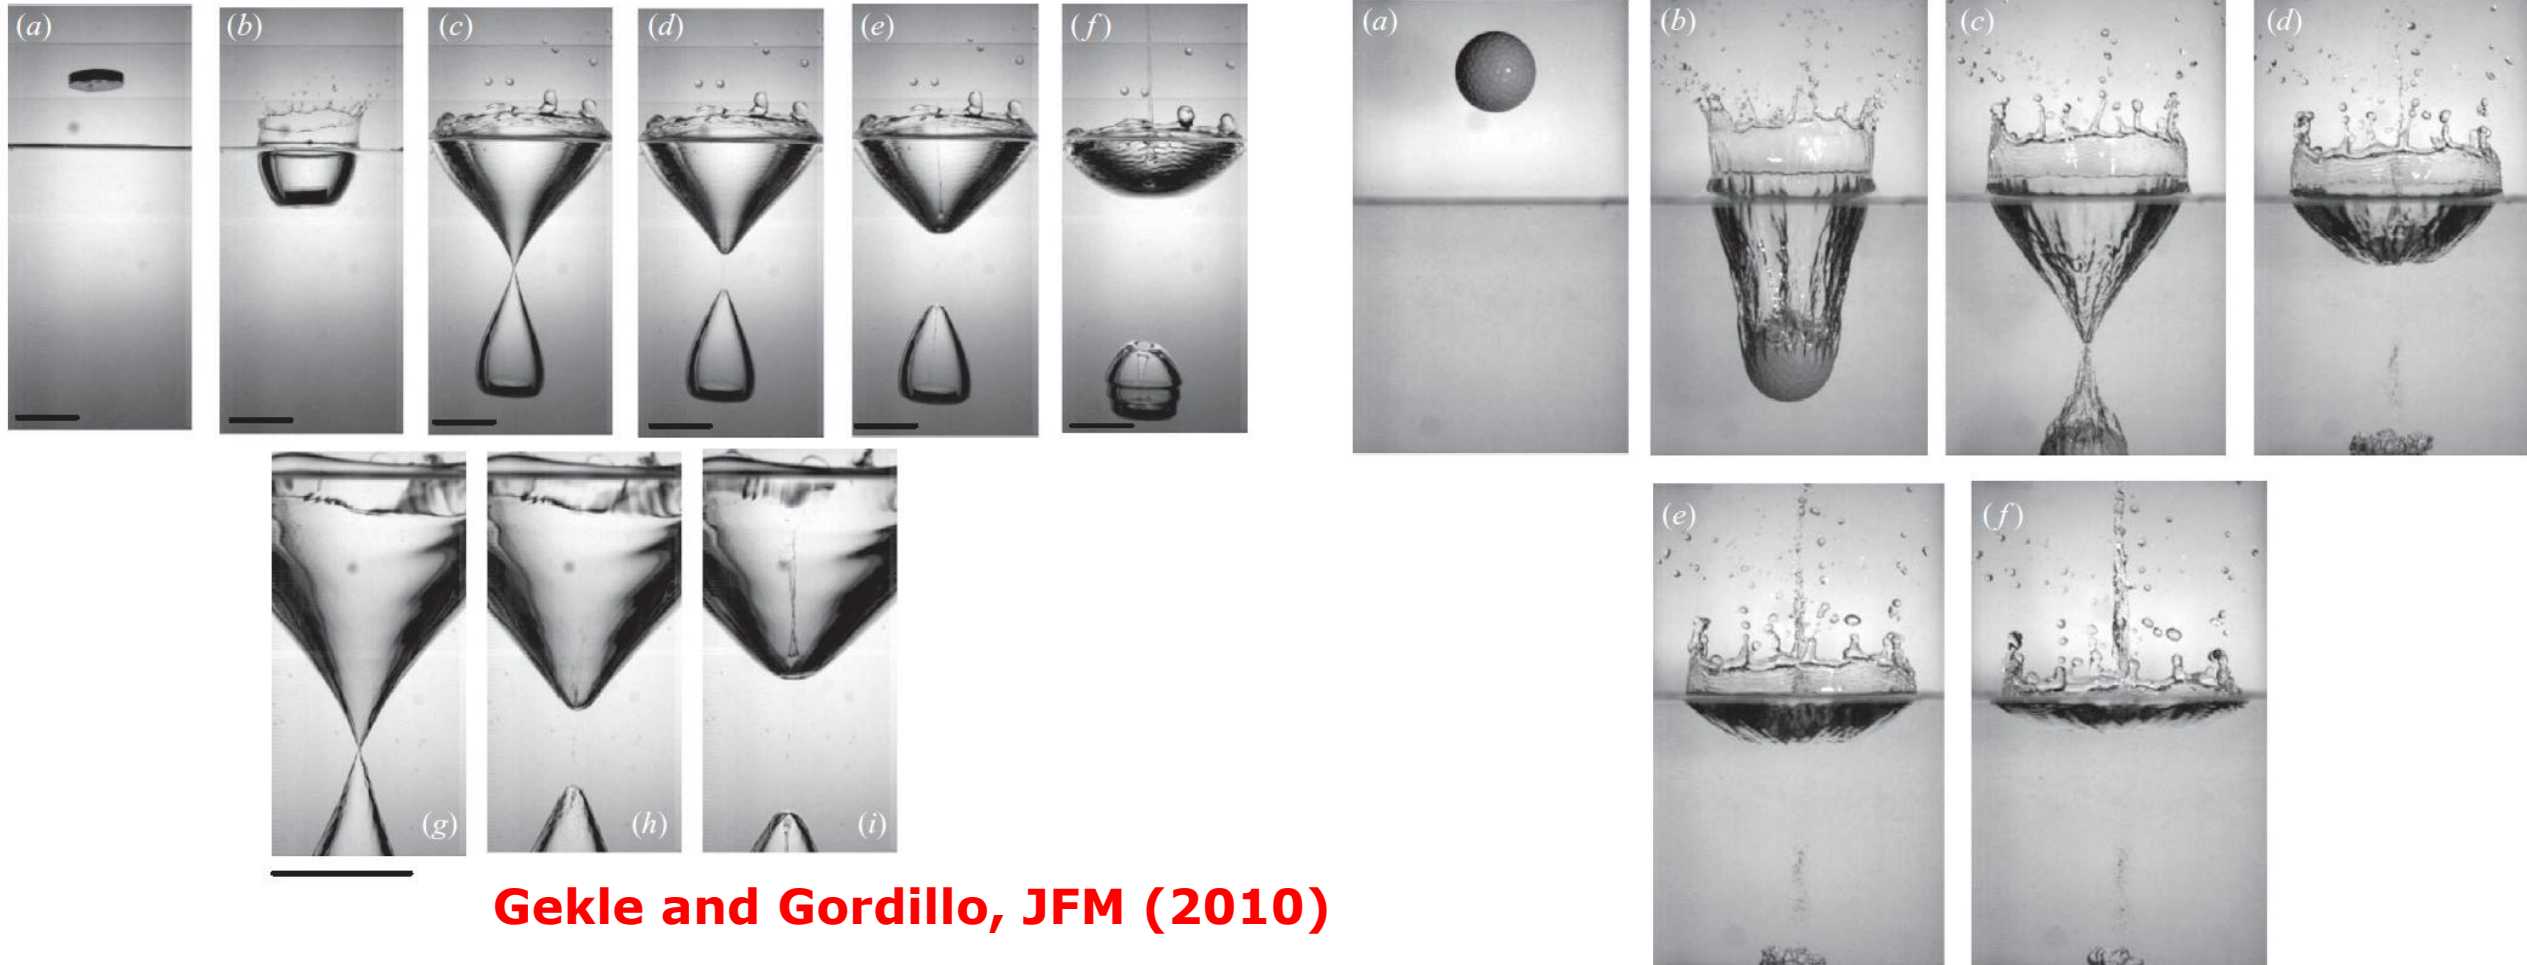 (a)
(b)
(c)
(d)
(e)
(f)
(g)
(h)
(i)
(a)
(b)
(c)
(d)
(e)
(f)
Gekle and Gordillo, JFM (2010)